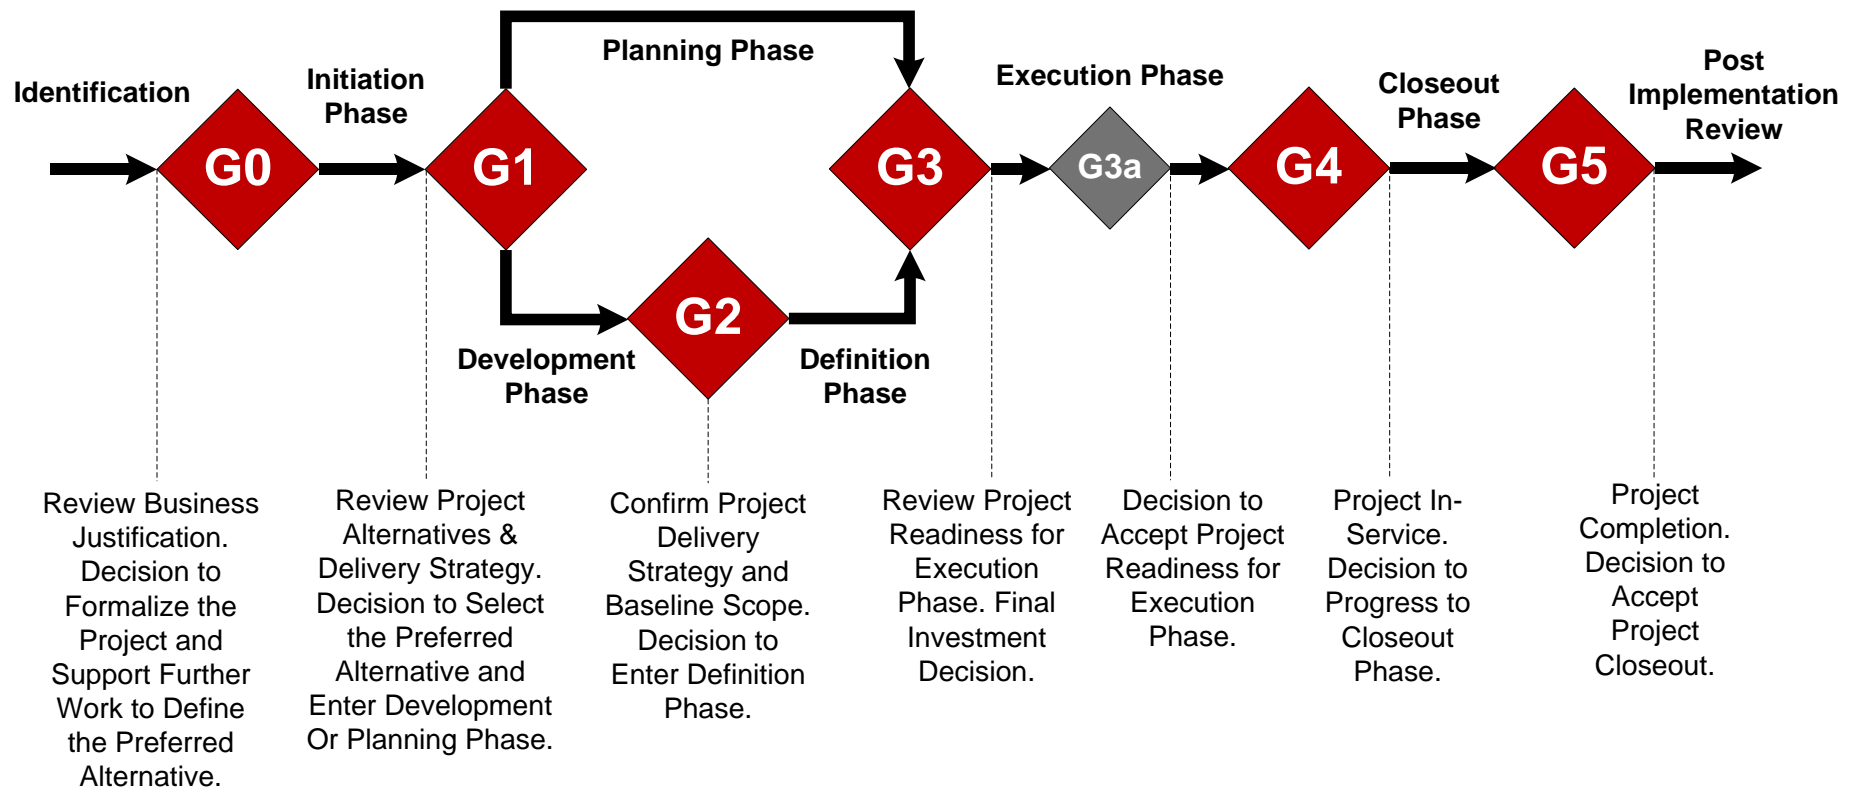 Identification
G0
Initiation
Phase
G1
Planning Phase
Development
Phase
G2
Definition
Phase
G3
Execution Phase
G3a
G4
Closeout
Phase
G5
Post
Implementation
Review
Review Business
Justification.
Decision to
Formalize the
Project and
Support Further
Work to Define
the Preferred
Alternative.
Review Project
Alternatives &
Delivery Strategy.
Decision to Select
the Preferred
Alternative and
Enter Development
Or Planning Phase.
Confirm Project
Delivery
Strategy and
Baseline Scope.
Decision to
Enter Definition
Phase.
Review Project
Readiness for
Execution
Phase. Final
Investment
Decision.
Decision to
Accept Project
Readiness for
Execution
Phase.
Project In-
Service.
Decision to
Progress to
Closeout
Phase.
Project
Completion.
Decision to
Accept
Project
Closeout.